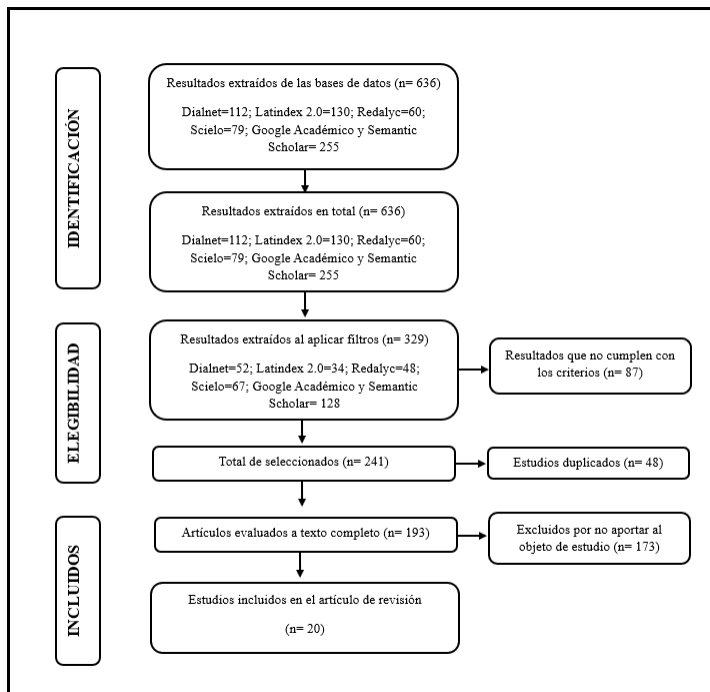 IDENTIFICACIÓN
Resultados extraídos de las bases de datos (n= 636)
Dialnet=112; Latindex 2.0=130; Redalyc=60;
Scielo=79; Google Académico y Semantic
Scholar= 255
Resultados extraídos en total (n= 636)
Dialnet=112; Latindex 2.0=130; Redalyc=60;
Scielo=79; Google Académico y Semantic
Scholar= 255
ELEGIBILIDAD
Resultados extraídos al aplicar filtros (n= 329)
Dialnet=52; Latindex 2.0=34; Redalyc=48;
Scielo=67; Google Académico y Semantic
Scholar= 128
Resultados que no cumplen con
los criterios (n= 87)
Total de seleccionados (n= 241)
Estudios duplicados (n= 48)
INCLUIDOS
Artículos evaluados a texto completo (n= 193)
Excluidos por no aportar al
objeto de estudio (n= 173)
Estudios incluidos en el artículo de revisión
(n= 20)